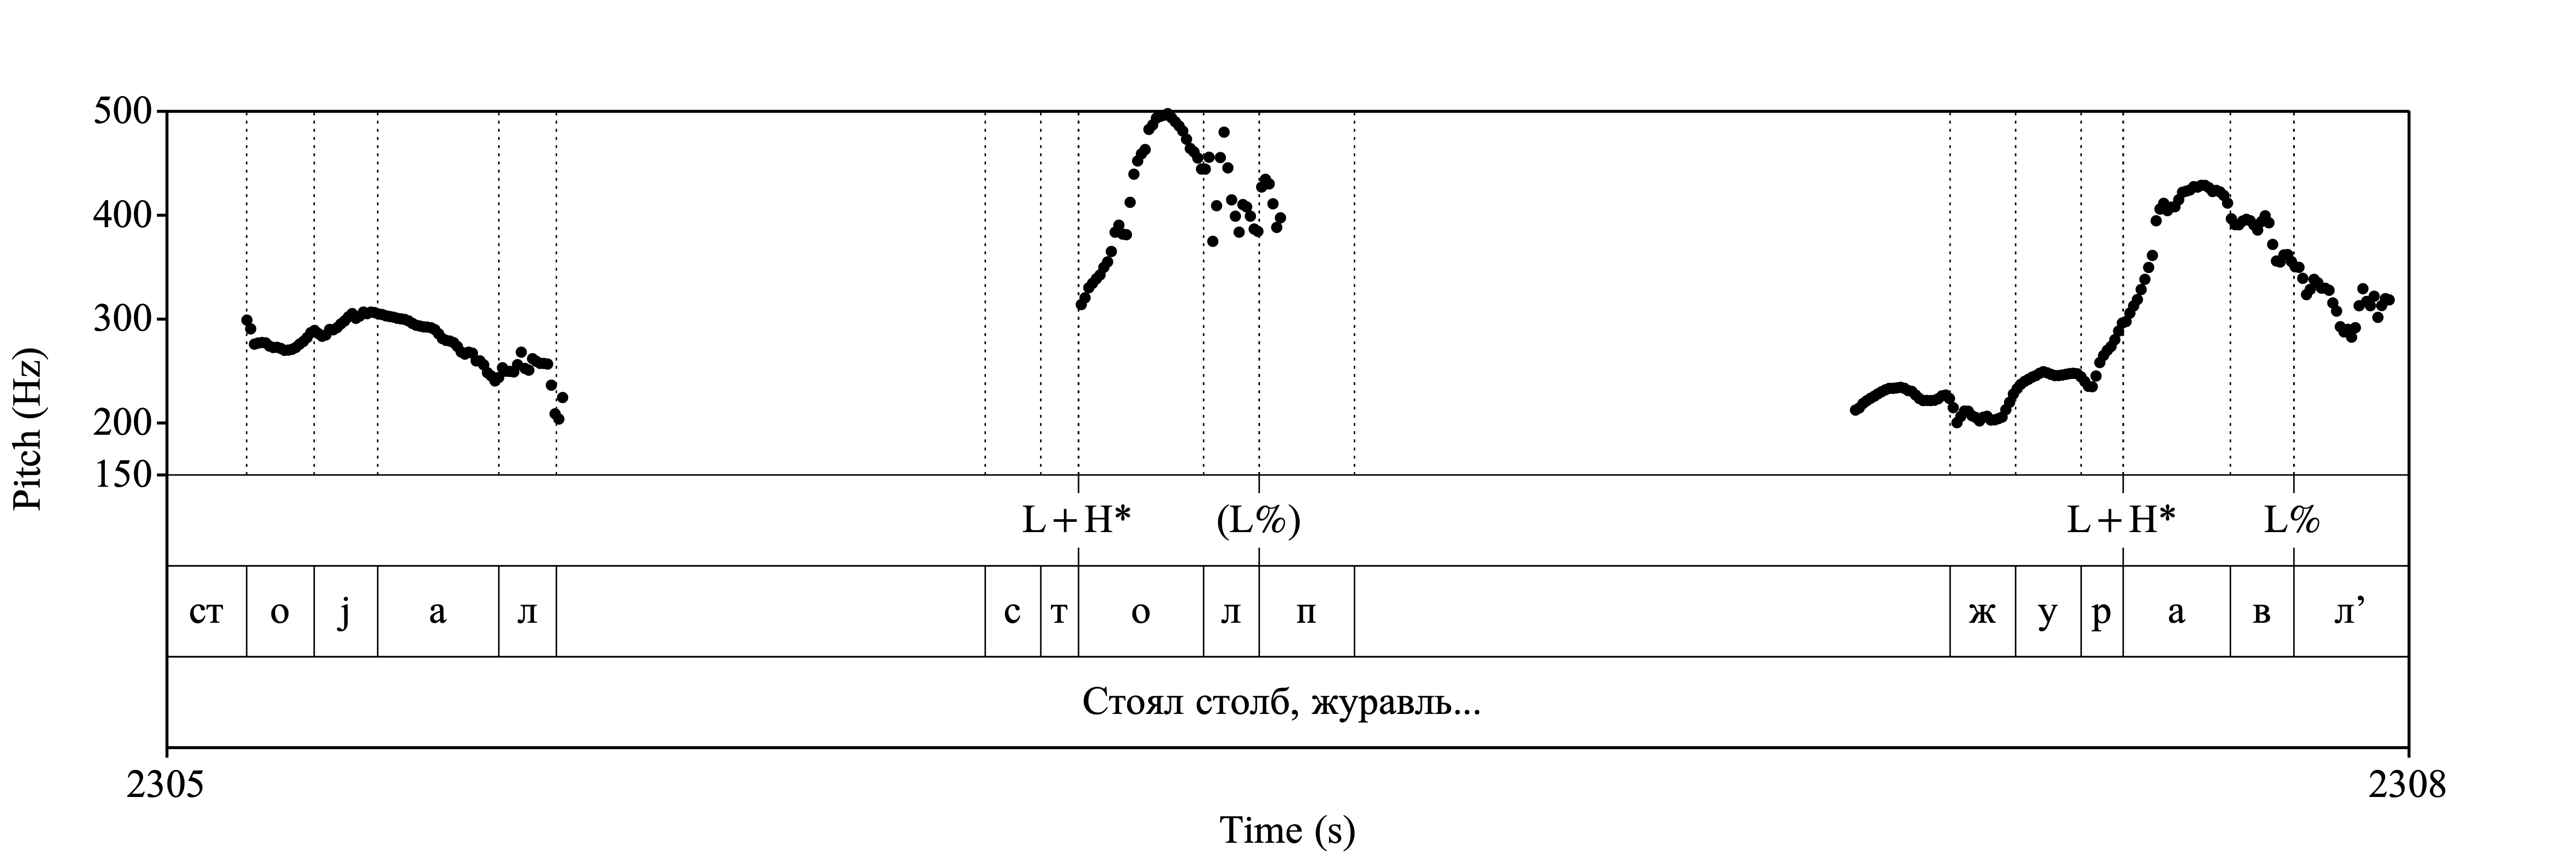 500
400
300
200
150
Pitch (Hz)
L+H* (L%) L+H* L%
ст о j а л с т о л п ж у р а в л’
Стоял столб, журавль...
2305 2308
Time (s)